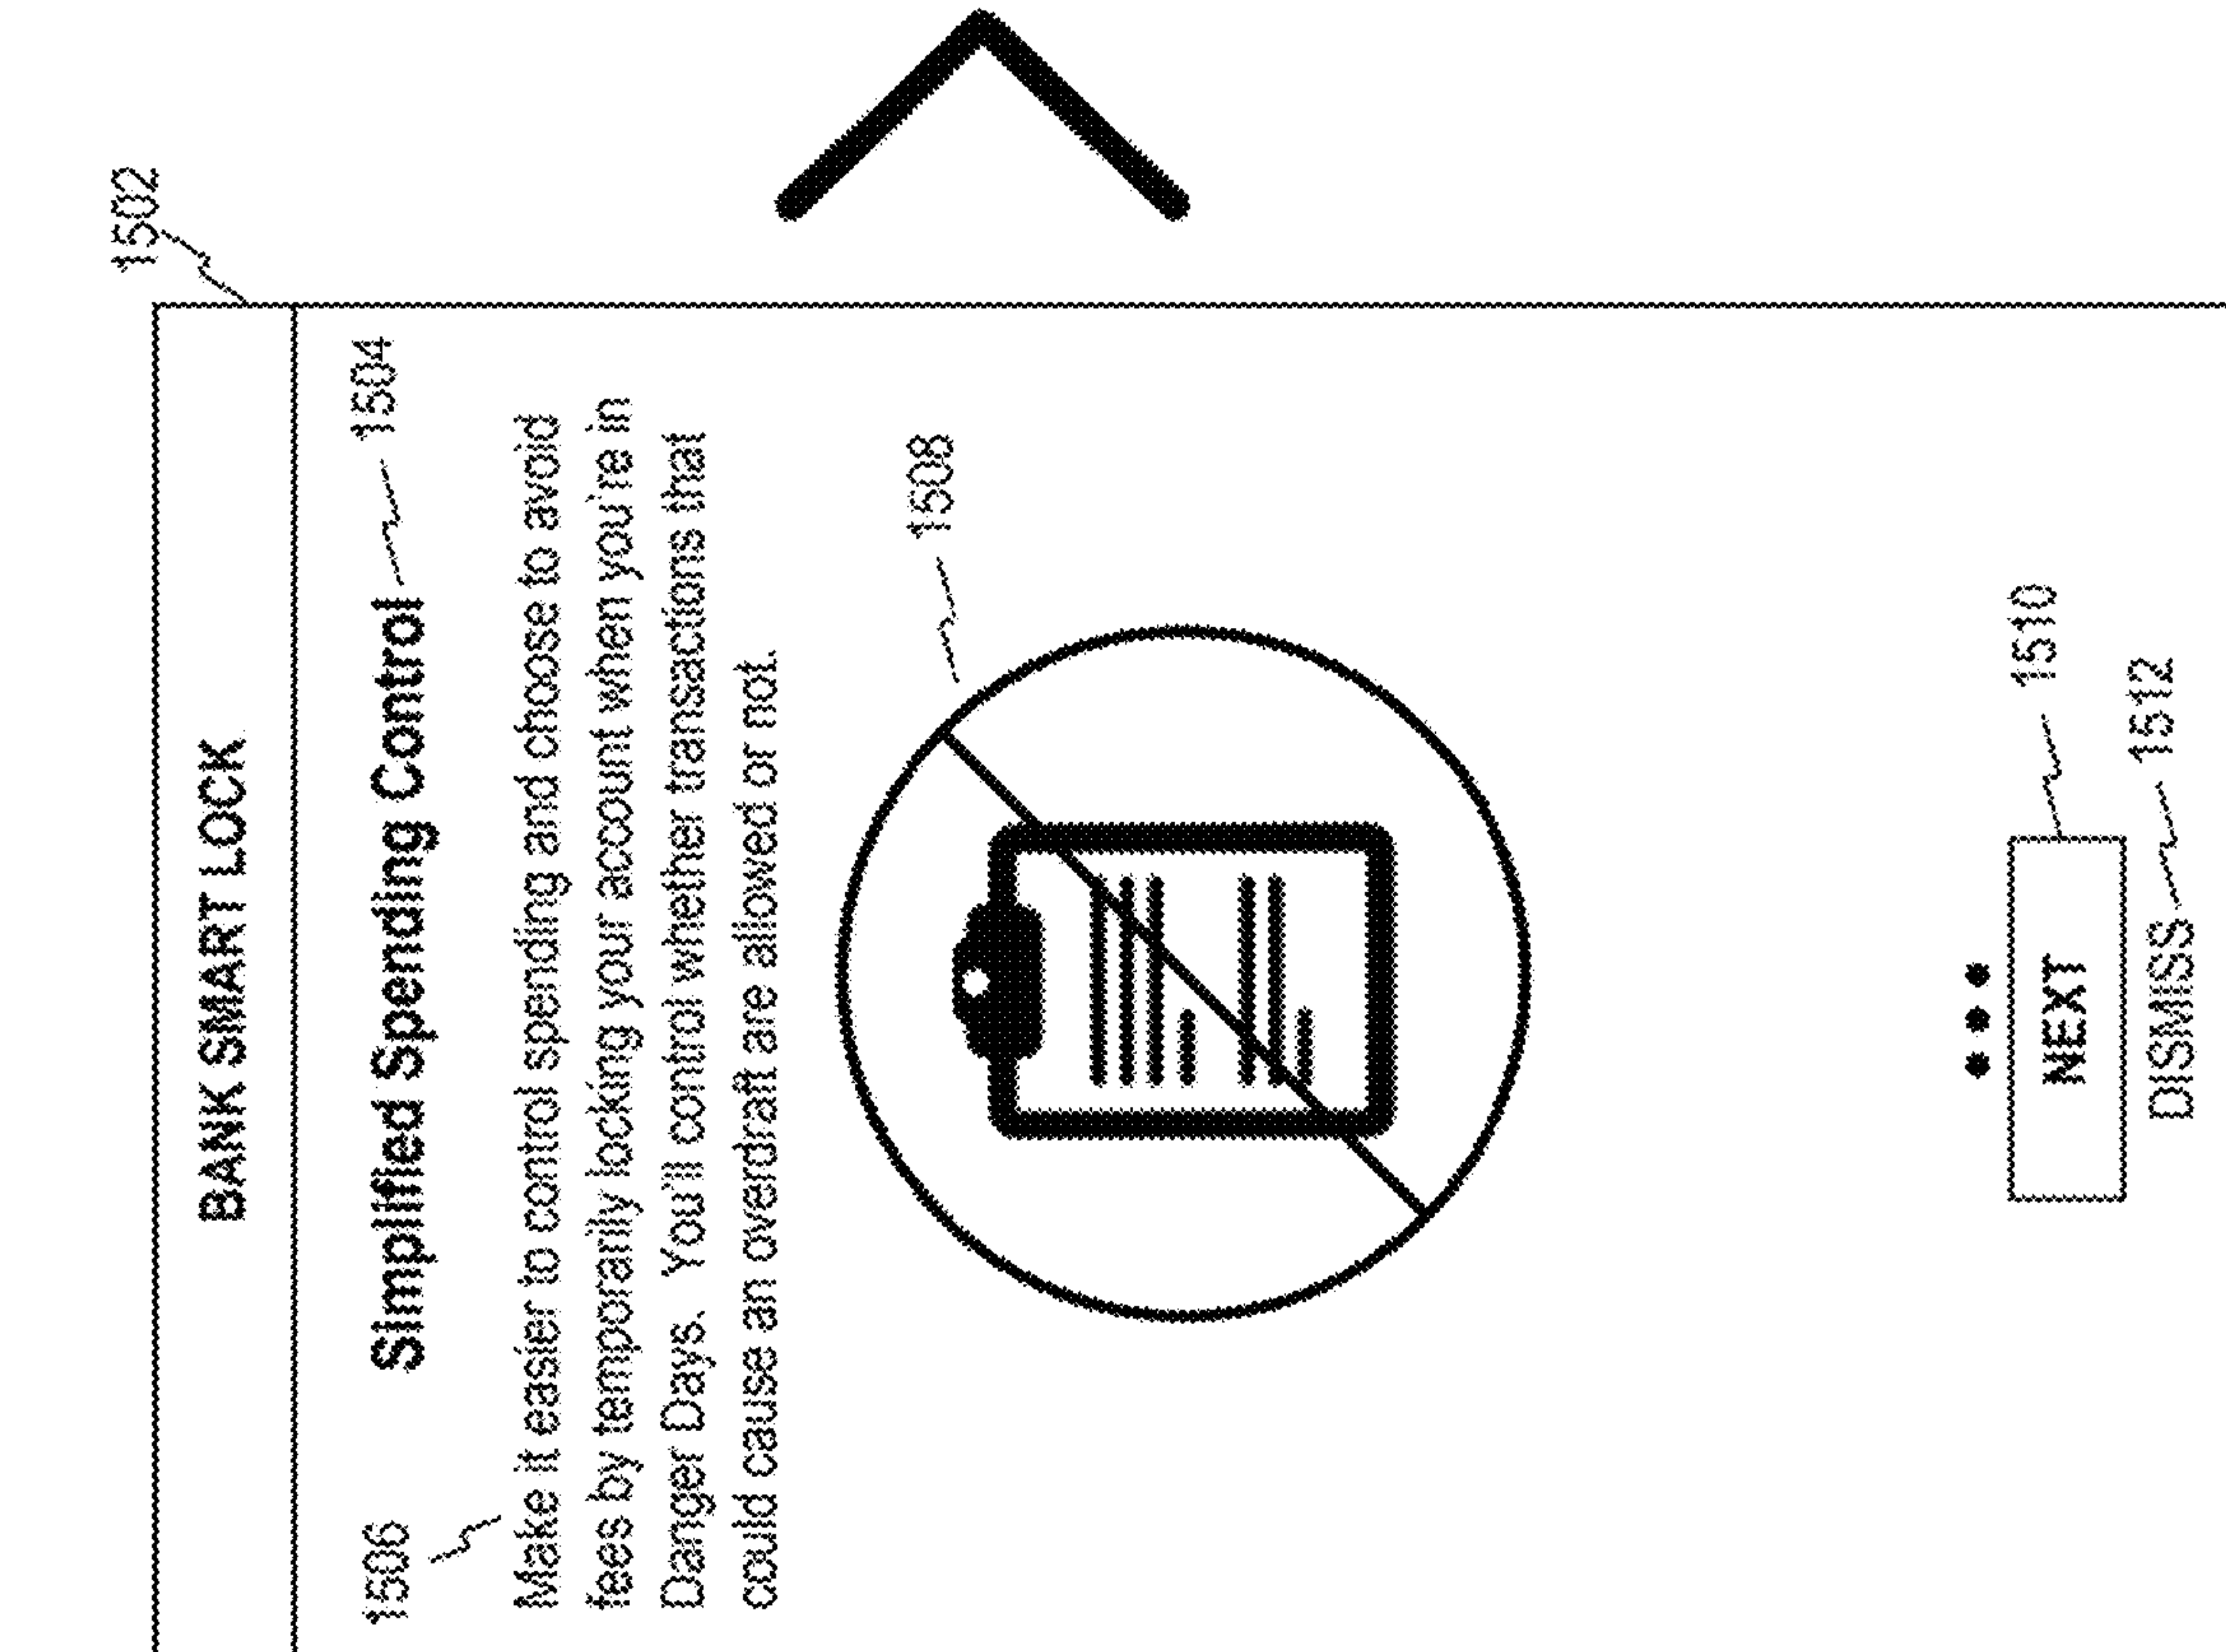 1502
BANK SMART LOCK
1504
Simplified Spending Control
1506
Make it easier to control spending and choose to avoid
fees by temporarily locking your account when you're in
Danger Days. You'll control whether transactions that
could cause an overdraft are allowed or not.
1508
1510
NEXT
1512
DISMISS